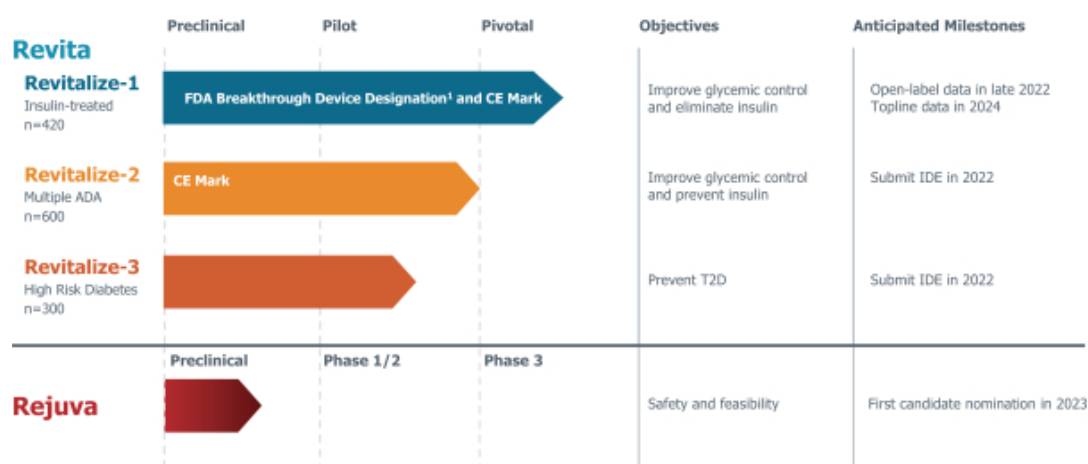 Preclinical Pilot Pivotal Objectives Anticipated Milestones
Revita
Revitalize-1
Insulin-treated
n=420
FDA Breakthrough Device Designation¹ and CE Mark
Improve glycemic control
and eliminate insulin
Open-label data in late 2022
Topline data in 2024
Revitalize-2
Multiple ADA
n=600
CE Mark
Improve glycemic control
and prevent insulin
Submit IDE in 2022
Revitalize-3
High Risk Diabetes
n=300
Prevent T2D
Submit IDE in 2022
Preclinical Phase 1/2 Phase 3
Rejuva
Safety and feasibility
First candidate nomination in 2023